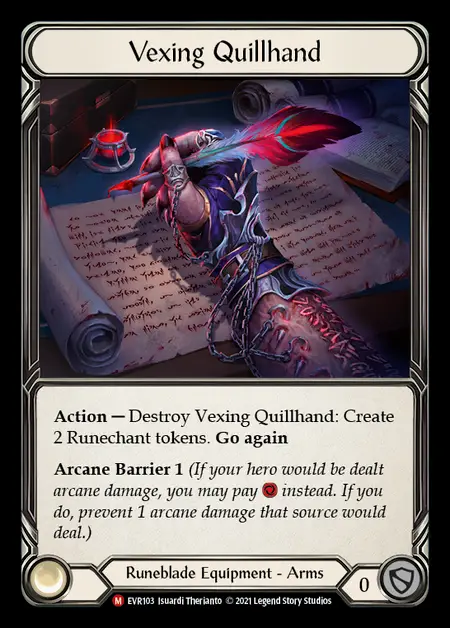 Vexing Quillhand
Action — Destroy Vexing Quillhand: Create
2 Runechant tokens. Go again
Arcane Barrier 1 (If your hero would be dealt
arcane damage, you may pay instead. If you
do, prevent 1 arcane damage that source would
deal.)
Runeblade Equipment - Arms
0
M EVR103 Isuardi Therianto © 2021 Legend Story Studios